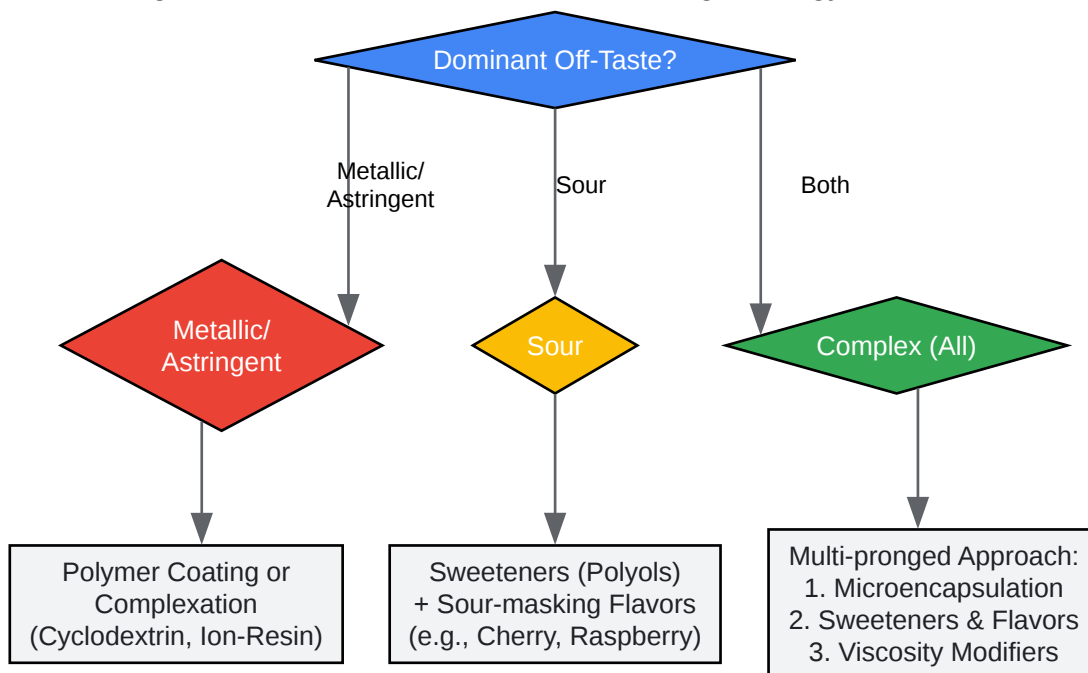 Dominant Off-Taste?
Metallic/
Astringent
Sour
Both
Metallic/
Astringent
Sour
Complex (All)
Polymer Coating or
Complexation
(Cyclodextrin, Ion-Resin)
Sweeteners (Polyols)
+ Sour-masking Flavors
(e.g., Cherry, Raspberry)
Multi-pronged Approach:
1. Microencapsulation
2. Sweeteners & Flavors
3. Viscosity Modifiers